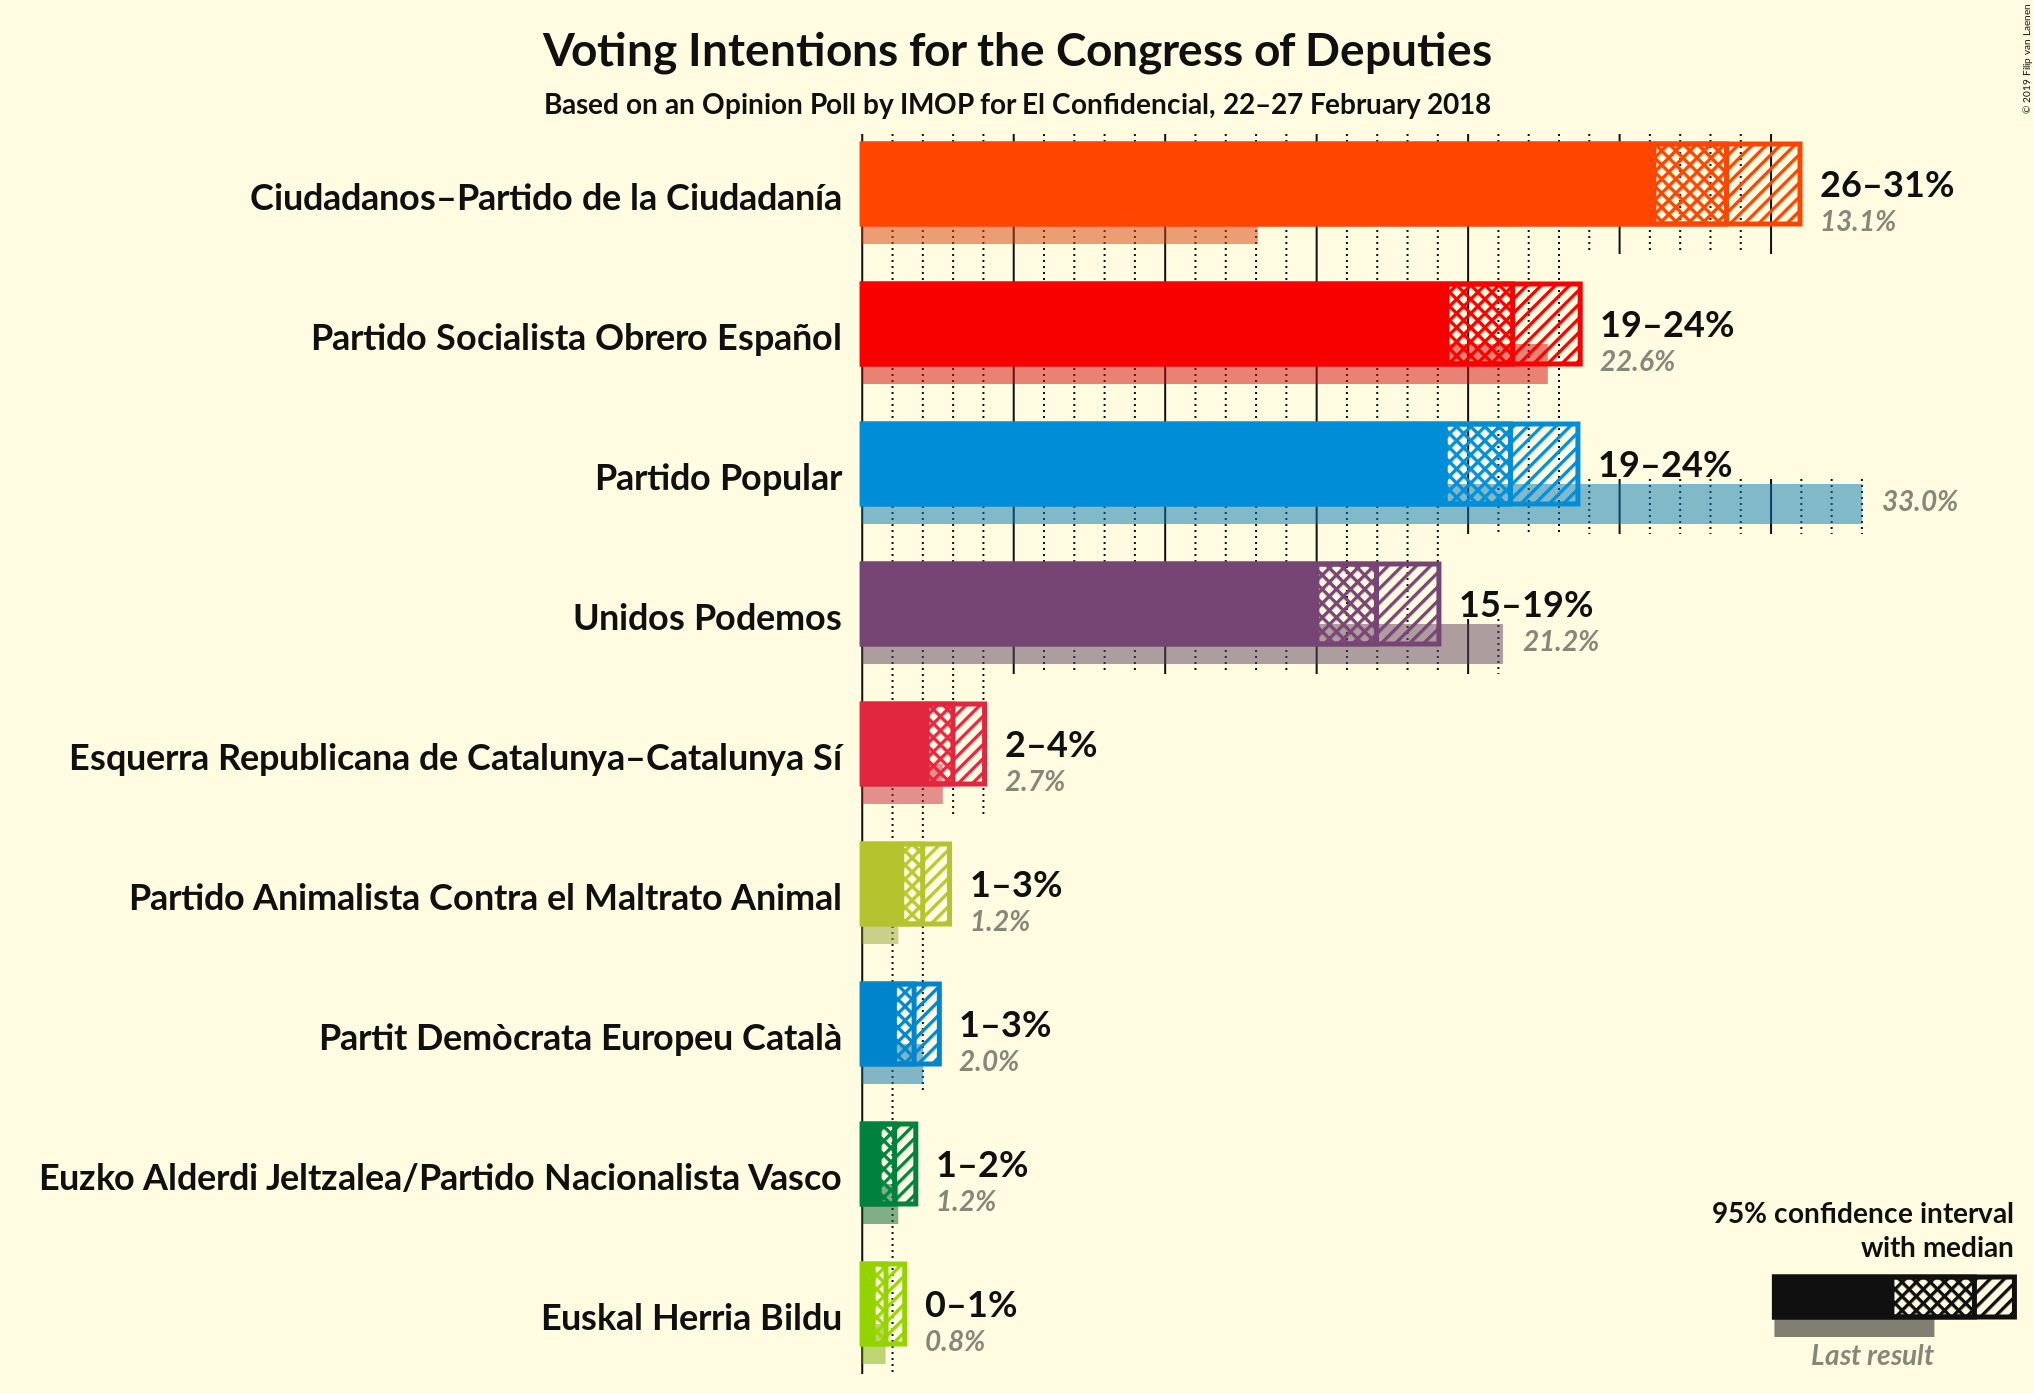 Voting Intentions for the Congress of Deputies
Based on an Opinion Poll by IMOP for El Confidencial, 22–27 February 2018
© 2019 Filip van Laenen
Ciudadanos–Partido de la Ciudadanía
26–31%
13.1%
Partido Socialista Obrero Español
19–24%
22.6%
Partido Popular
19–24%
33.0%
Unidos Podemos
15–19%
21.2%
Esquerra Republicana de Catalunya–Catalunya Sí
2–4%
2.7%
Partido Animalista Contra el Maltrato Animal
1–3%
1.2%
Partit Demòcrata Europeu Català
1–3%
2.0%
Euzko Alderdi Jeltzalea/Partido Nacionalista Vasco
1–2%
1.2%
Euskal Herria Bildu
0–1%
0.8%
95% confidence interval
with median
Last result